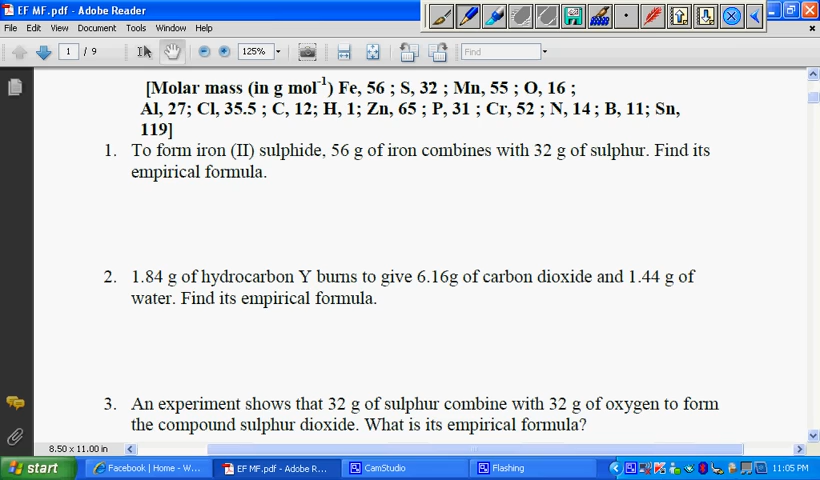 EF MF.pdf - Adobe Reader
File Edit View Document Tools Window Help
1 / 9 125% Find
[Molar mass (in g mol-1) Fe, 56 ; S, 32 ; Mn, 55 ; O, 16 ;
Al, 27; Cl, 35.5 ; C, 12; H, 1; Zn, 65 ; P, 31 ; Cr, 52 ; N, 14 ; B, 11; Sn,
119]
1. To form iron (II) sulphide, 56 g of iron combines with 32 g of sulphur. Find its
empirical formula.
2. 1.84 g of hydrocarbon Y burns to give 6.16g of carbon dioxide and 1.44 g of
water. Find its empirical formula.
3. An experiment shows that 32 g of sulphur combine with 32 g of oxygen to form
the compound sulphur dioxide. What is its empirical formula?
8.50 x 11.00 in
start Facebook | Home - W... EF MF.pdf - Adobe R... CamStudio Flashing 11:05 PM